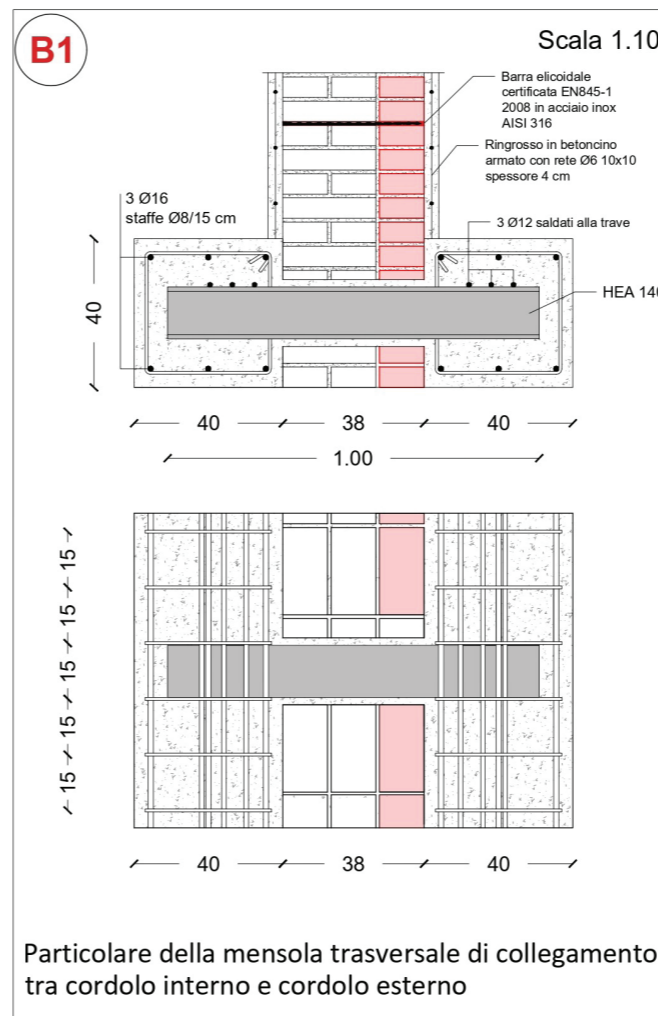 B1
Scala 1.10
Barra elicoidale
certificata EN845-1
2008 in acciaio inox
AISI 316
Ringrosso in betoncino
armato con rete Ø6 10x10
spessore 4 cm
3 Ø16
staffe Ø8/15 cm
3 Ø12 saldati alla trave
HEA 140
40
40
38
40
1.00
15
15
15
15
15
40
38
40
Particolare della mensola trasversale di collegamento
tra cordolo interno e cordolo esterno